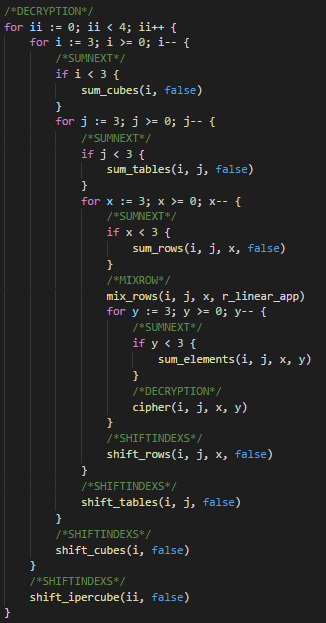 /*DECRYPTION*/
for ii := 0; ii < 4; ii++ {
    for i := 3; i >= 0; i-- {
        /*SUMNEXT*/
        if i < 3 {
            sum_cubes(i, false)
        }
        for j := 3; j >= 0; j-- {
            /*SUMNEXT*/
            if j < 3 {
                sum_tables(i, j, false)
            }
            for x := 3; x >= 0; x-- {
                /*SUMNEXT*/
                if x < 3 {
                    sum_rows(i, j, x, false)
                }
                /*MIXROW*/
                mix_rows(i, j, x, r_linear_app)
                for y := 3; y >= 0; y-- {
                    /*SUMNEXT*/
                    if y < 3 {
                        sum_elements(i, j, x, y)
                    }
                    /*DECRYPTION*/
                    cipher(i, j, x, y)
                }
                /*SHIFTINDEXS*/
                shift_rows(i, j, x, false)
            }
            /*SHIFTINDEXS*/
            shift_tables(i, j, false)
        }
        /*SHIFTINDEXS*/
        shift_cubes(i, false)
    }
    /*SHIFTINDEXS*/
    shift_ipercube(ii, false)
}